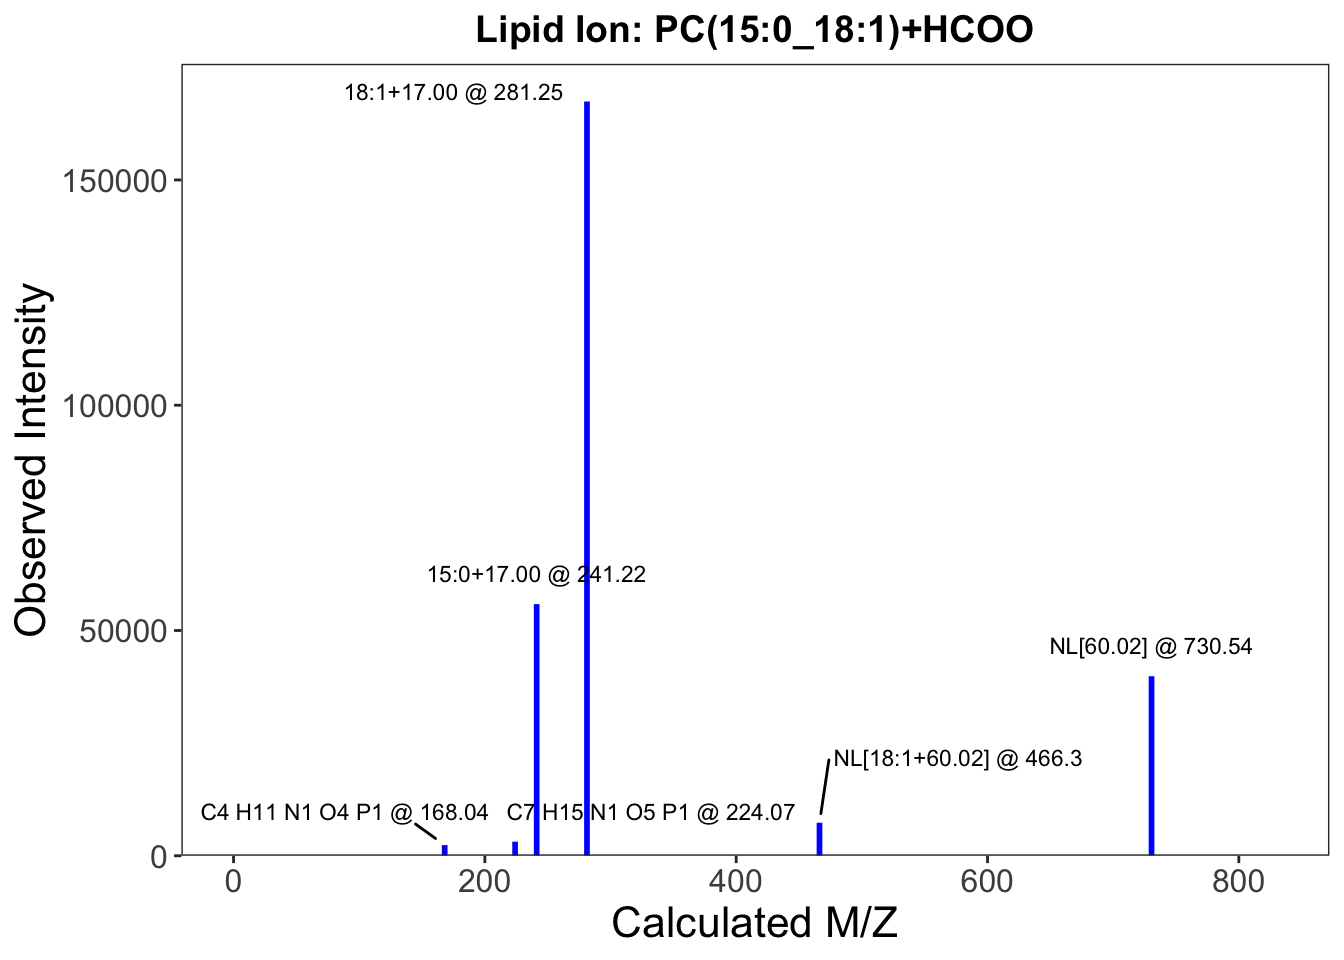 Lipid Ion: PC(15:0_18:1)+HCOO
18:1+17.00 @ 281.25
150000
100000
Observed Intensity
15:0+17.00 @ 241.22
50000
NL[60.02] @ 730.54
NL[18:1+60.02] @ 466.3
C4 H11 N1 O4 P1 @ 168.04
C7 H15 N1 O5 P1 @ 224.07
0
0 200 400 600 800
Calculated M/Z